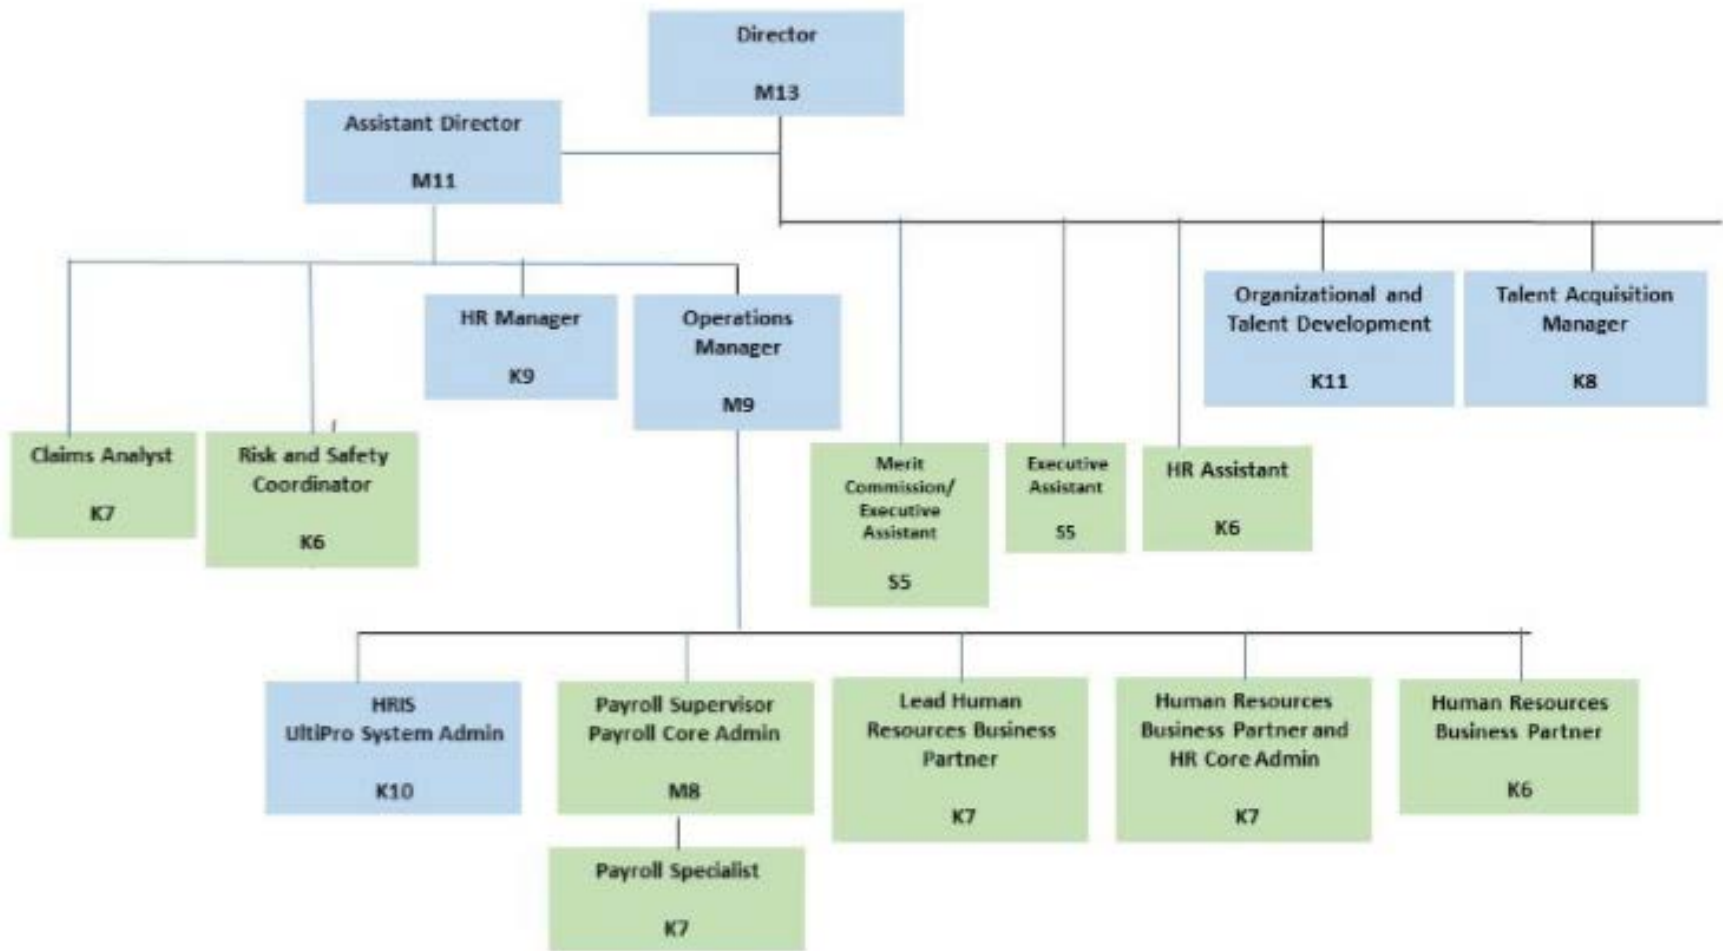 Director
M13
Assistant Director
M11
HR Manager
K9
Operations
Manager
M9
Organizational and
Talent Development
K11
Talent Acquisition
Manager
K8
Claims Analyst
K7
Risk and Safety
Coordinator
K6
Merit
Commission/
Executive
Assistant
S5
Executive
Assistant
S5
HR Assistant
K6
HRIS
UltiPro System Admin
K10
Payroll Supervisor
Payroll Core Admin
M8
Lead Human
Resources Business
Partner
K7
Human Resources
Business Partner and
HR Core Admin
K7
Human Resources
Business Partner
K6
Payroll Specialist
K7